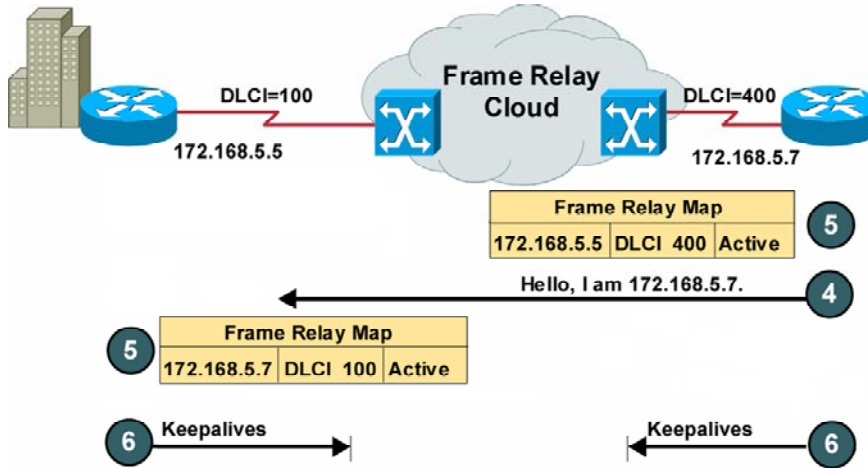 Frame Relay
Cloud
DLCI=100
DLCI=400
172.168.5.5
172.168.5.7
Frame Relay Map
172.168.5.5 DLCI 400 Active
5
Hello, I am 172.168.5.7.
4
5
Frame Relay Map
172.168.5.7 DLCI 100 Active
6
Keepalives
Keepalives
6